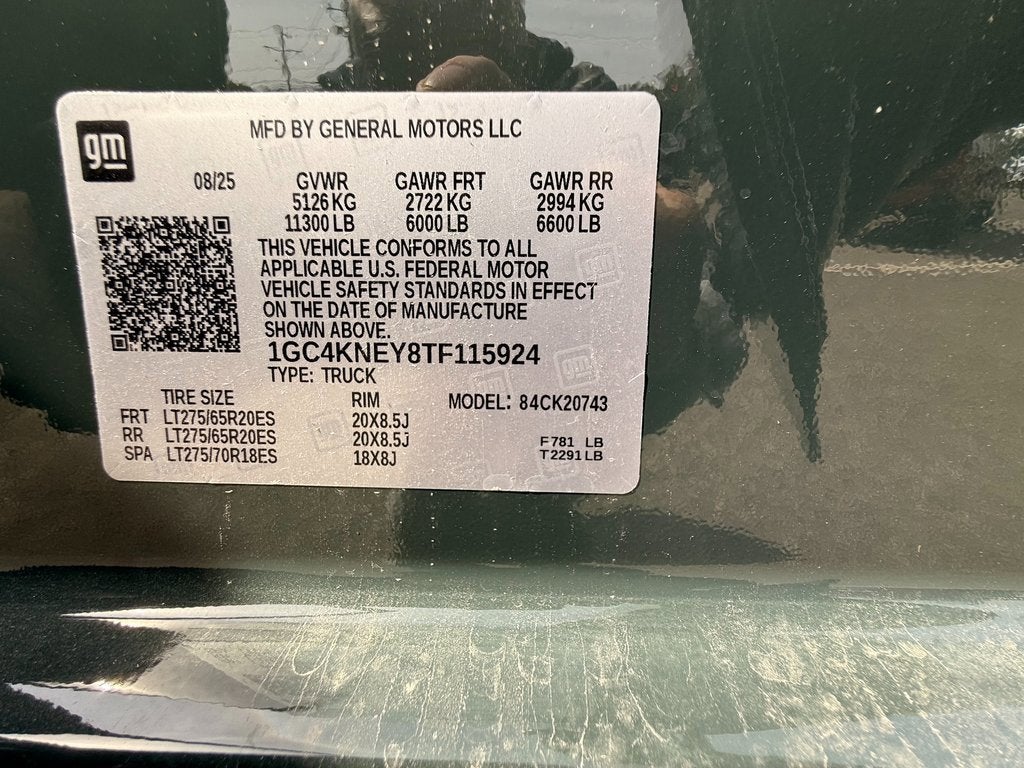 gm
MFD BY GENERAL MOTORS LLC
08/25 GVWR GAWR FRT GAWR RR
5126 KG 2722 KG 2994 KG
11300 LB 6000 LB 6600 LB
THIS VEHICLE CONFORMS TO ALL
APPLICABLE U.S. FEDERAL MOTOR
VEHICLE SAFETY STANDARDS IN EFFECT
ON THE DATE OF MANUFACTURE
SHOWN ABOVE.
1GC4KNEY8TF115924
TYPE: TRUCK
TIRE SIZE RIM MODEL: 84CK20743
FRT LT275/65R20ES 20X8.5J
RR LT275/65R20ES 20X8.5J F781 LB
SPA LT275/70R18ES 18X8J T2291LB